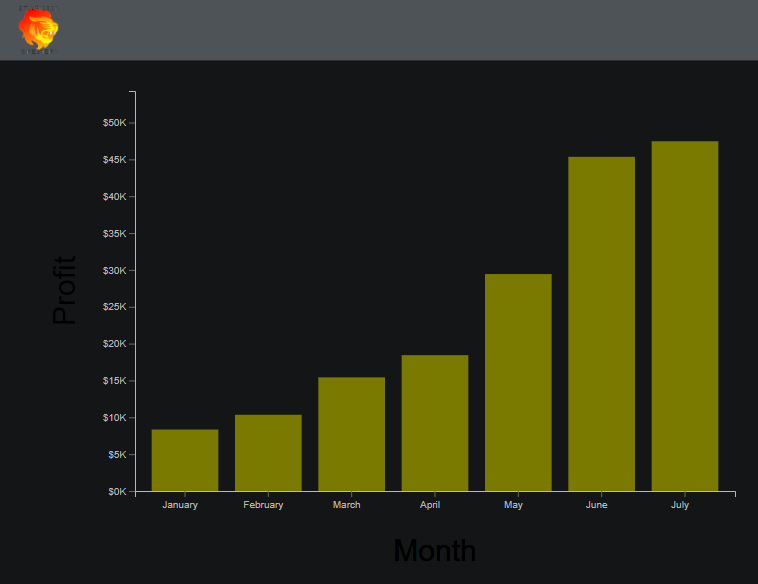 $50K
$45K
$40K
$35K
$30K
$25K
$20K
$15K
$10K
$5K
$0K
Profit
January February March April May June July
Month